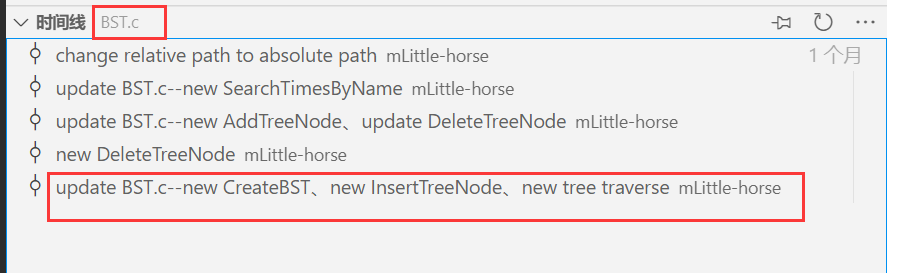 时间线 BST.c
change relative path to absolute path mLittle-horse 1 个月
update BST.c--new SearchTimesByName mLittle-horse
update BST.c--new AddTreeNode、update DeleteTreeNode mLittle-horse
new DeleteTreeNode mLittle-horse
update BST.c--new CreateBST、new InsertTreeNode、new tree traverse mLittle-horse